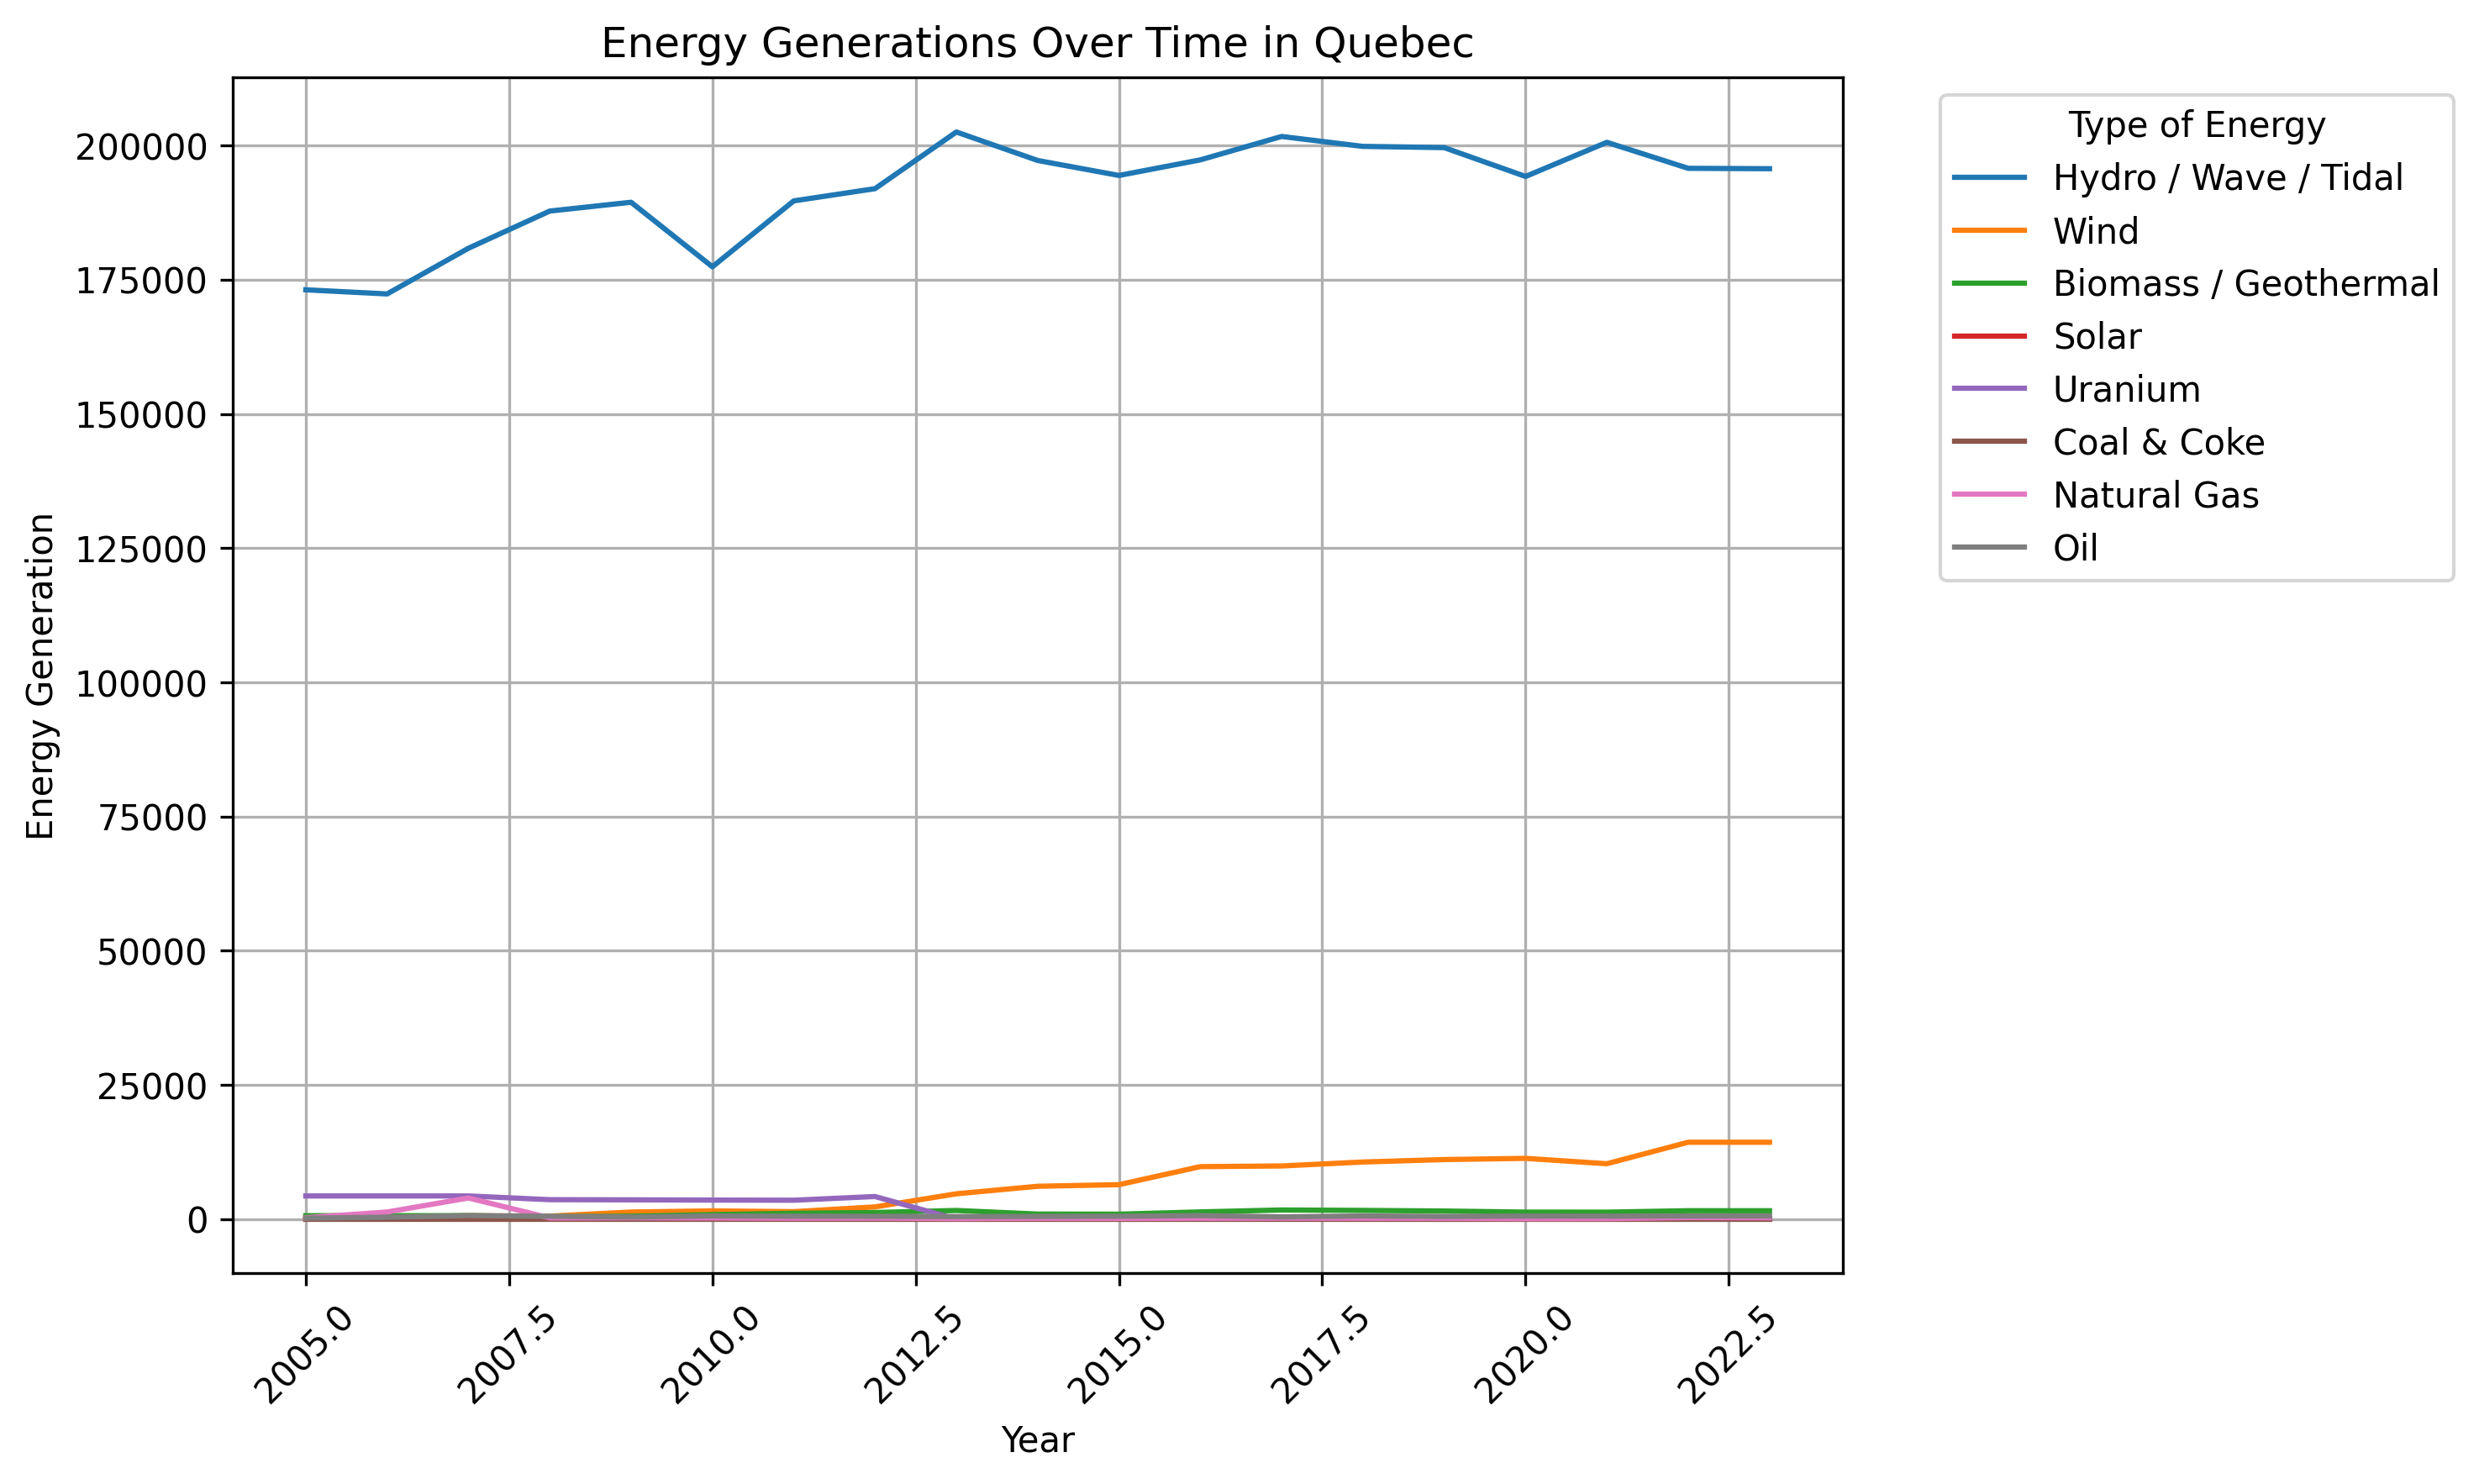 Energy Generations Over Time in Quebec
Energy Generation
200000
175000
150000
125000
100000
75000
50000
25000
0
2005.0
2007.5
2010.0
2012.5
2015.0
2017.5
2020.0
2022.5
Year
Type of Energy
Hydro / Wave / Tidal
Wind
Biomass / Geothermal
Solar
Uranium
Coal & Coke
Natural Gas
Oil